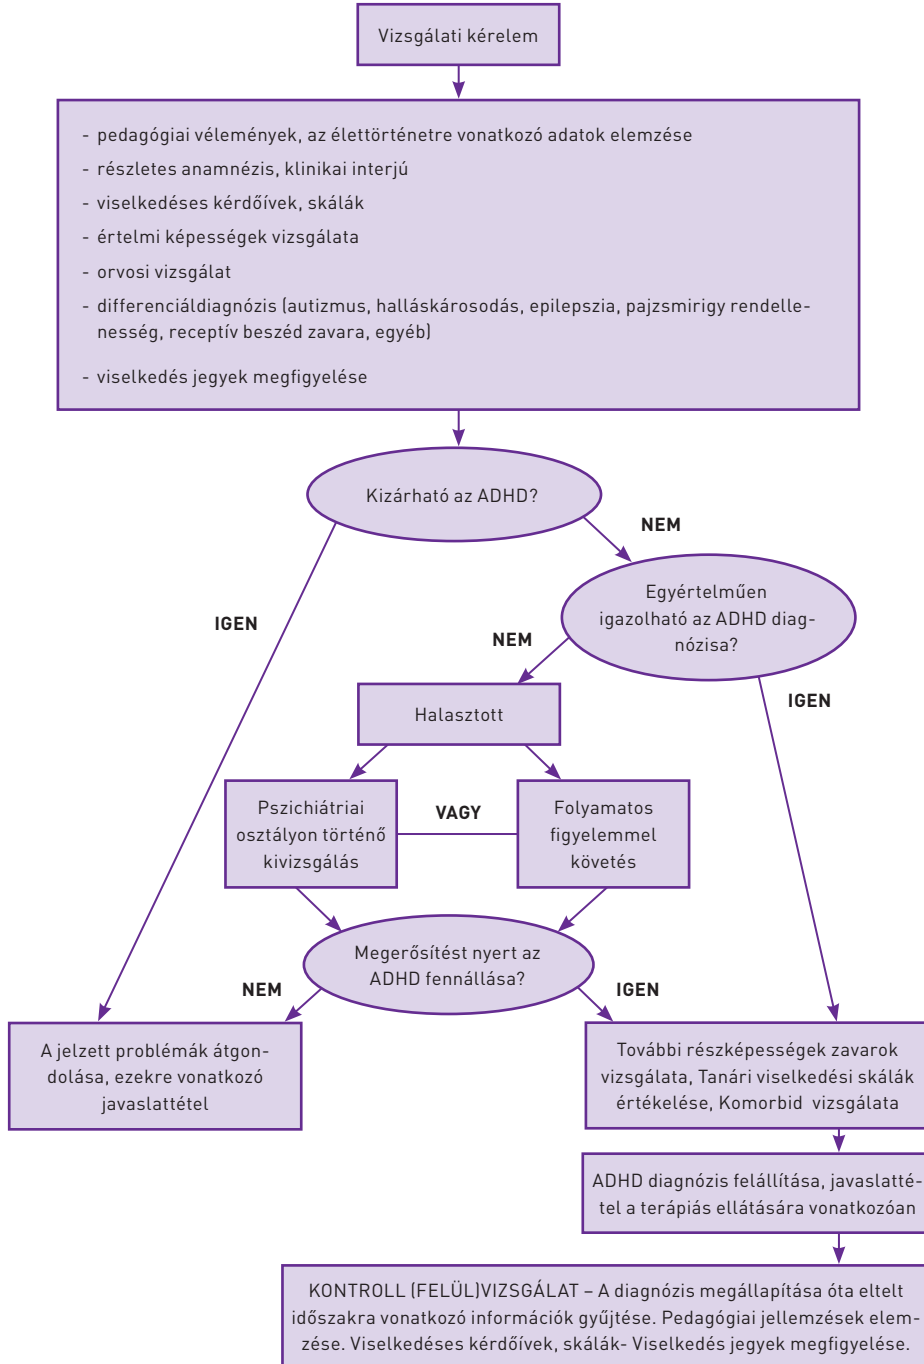 Vizsgálati kérelem
- pedagógiai vélemények, az élettörténetre vonatkozó adatok elemzése
- részletes anamnézis, klinikai interjú
- viselkedéses kérdőívek, skálák
- értelmi képességek vizsgálata
- orvosi vizsgálat
- differenciáldiagnózis (autizmus, halláskárosodás, epilepszia, pajzsmirigy rendelle-
nesség, receptív beszéd zavara, egyéb)
- viselkedés jegyek megfigyelése
Kizárható az ADHD?
NEM
IGEN
Egyértelműen
igazolható az ADHD diag-
nózisa?
NEM
IGEN
Halasztott
Pszichiátriai
osztályon történő
kivizsgálás
VAGY
Folyamatos
figyelemmel
követés
Megerősítést nyert az
ADHD fennállása?
NEM
IGEN
A jelzett problémák átgon-
dolása, ezekre vonatkozó
javaslattétel
További részképességek zavarok
vizsgálata, Tanári viselkedési skálák
értékelése, Komorbid vizsgálata
ADHD diagnózis felállítása, javaslatté-
tel a terápiás ellátására vonatkozóan
KONTROLL (FELÜL)VIZSGÁLAT – A diagnózis megállapítása óta eltelt
időszakra vonatkozó információk gyűjtése. Pedagógiai jellemzések elem-
zése. Viselkedéses kérdőívek, skálák- Viselkedés jegyek megfigyelése.